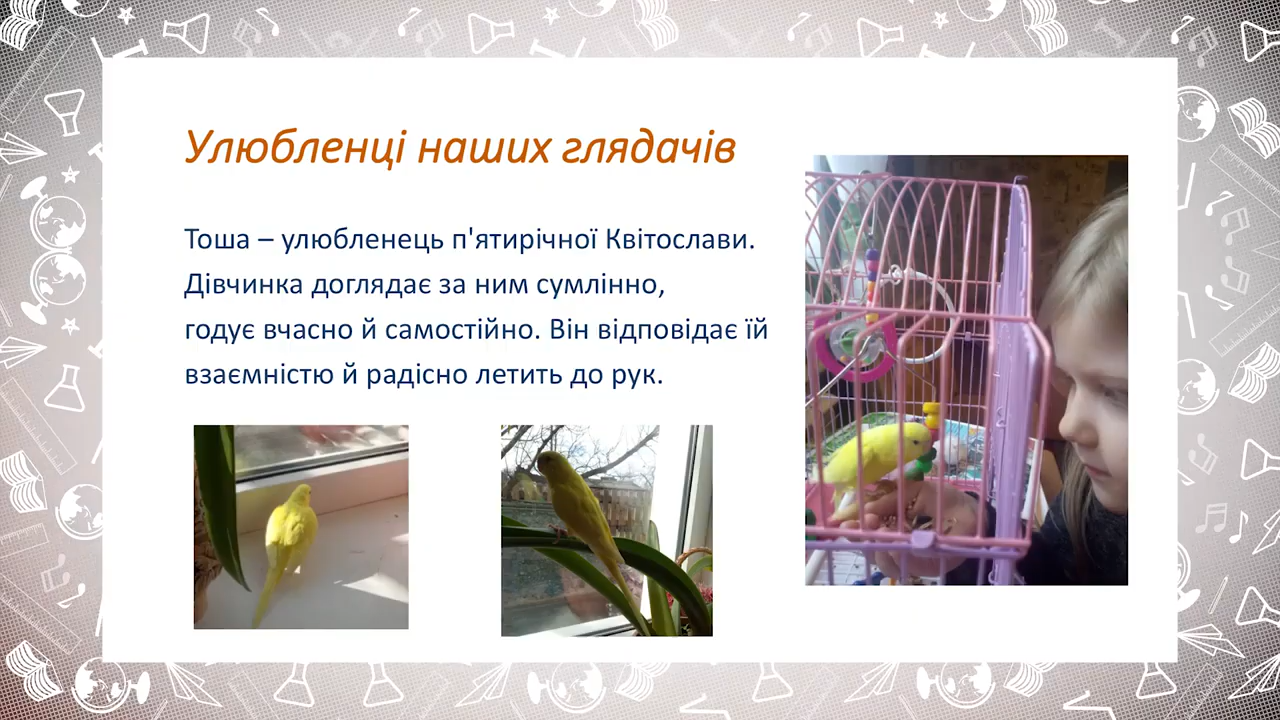 Улюбленці наших глядачів
Тоша – улюбленець п'ятирічної Квітослави.
Дівчинка доглядає за ним сумлінно,
годує вчасно й самостійно. Він відповідає їй
взаємністю й радісно летить до рук.